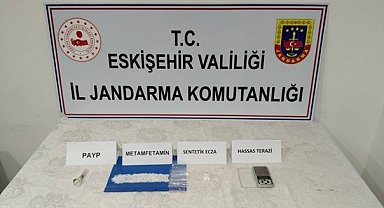 T.C.
ESKİŞEHİR VALİLİĞİ
İL JANDARMA KOMUTANLIĞI
PAYP
METAMFETAMİN
SENTETİK ECZA
HASSAS TERAZİ